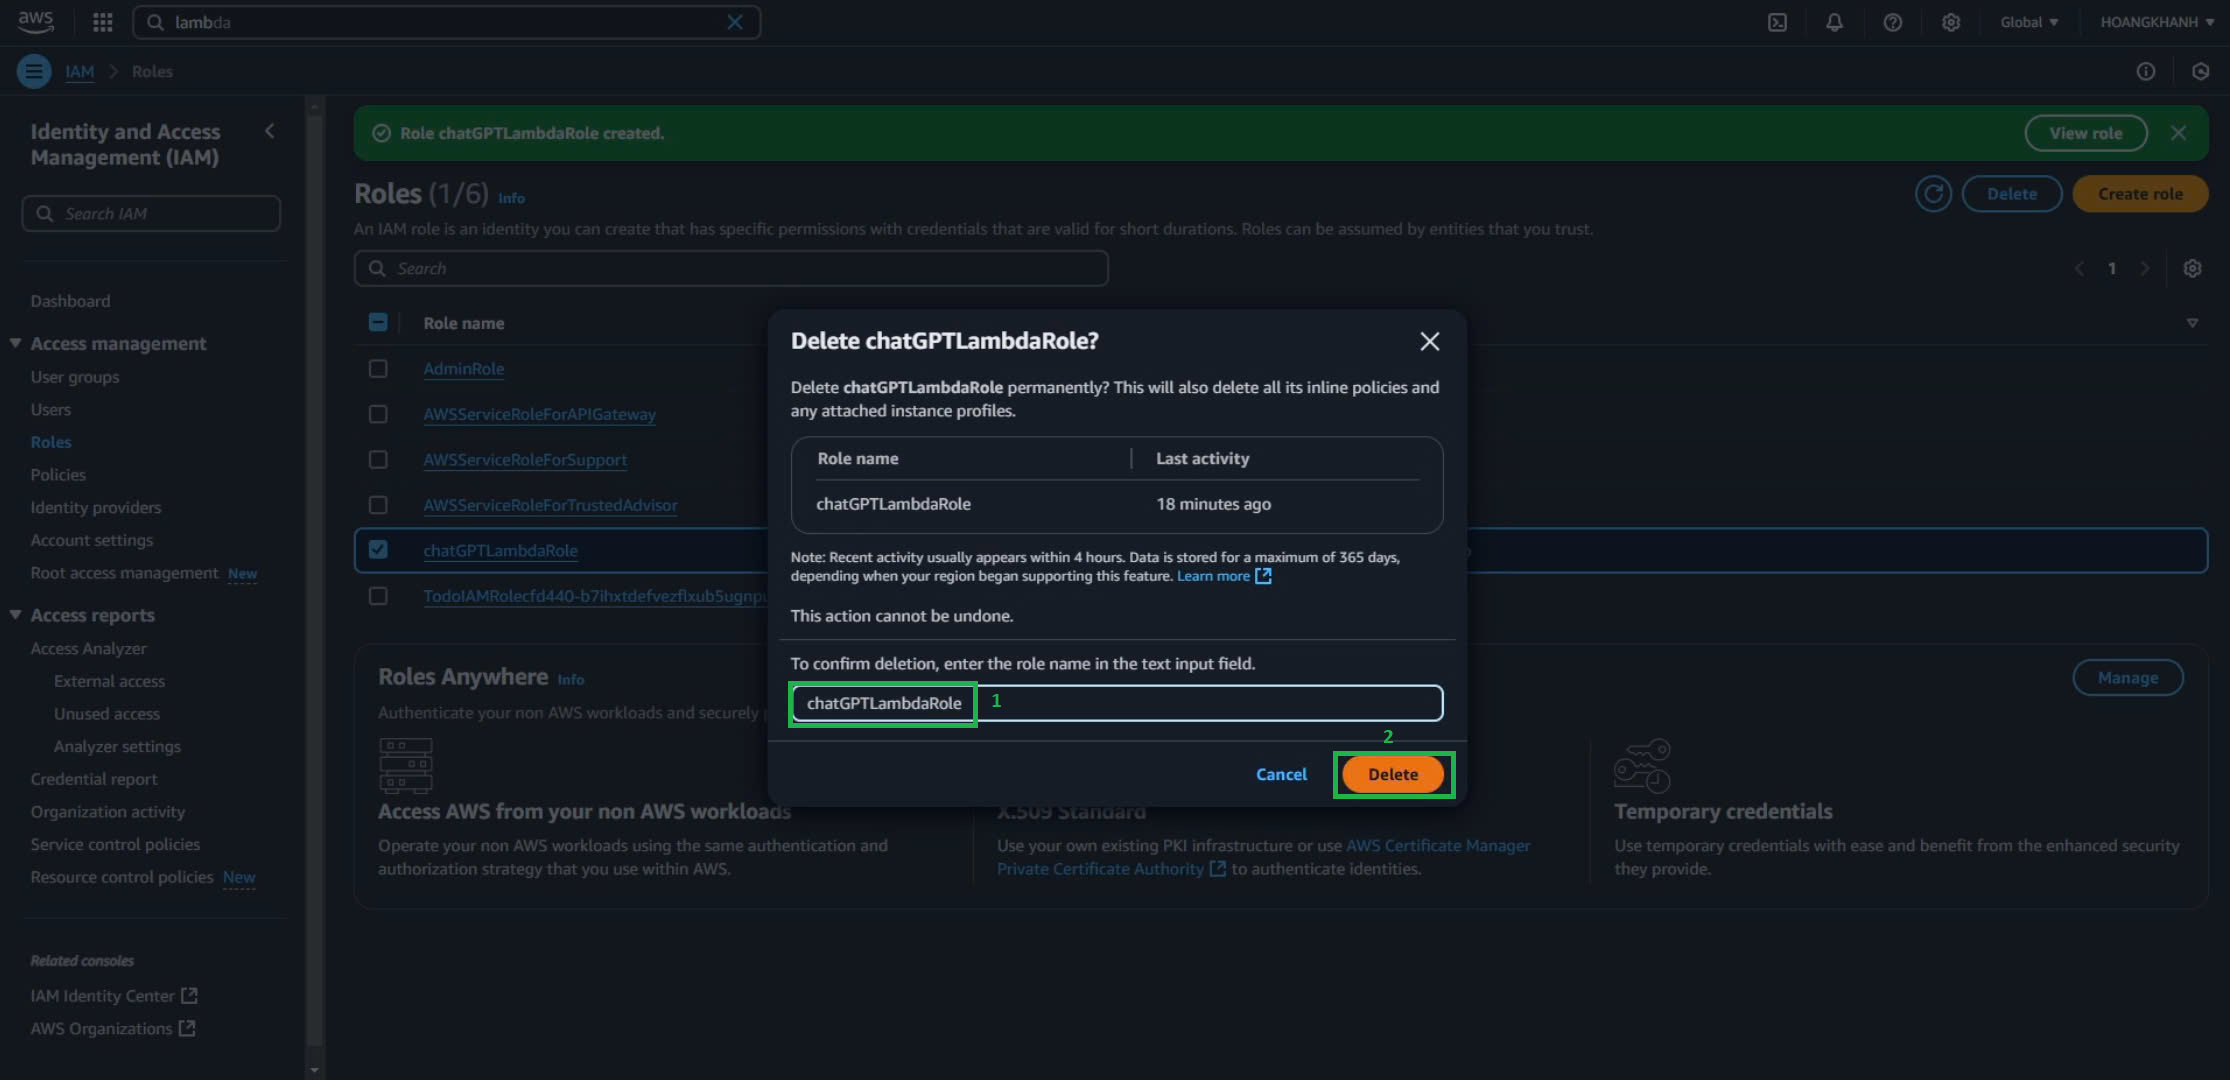 aws
lambda
Global
HOANGKHANH
IAM
Roles
Identity and Access
Management (IAM)
Search IAM
Dashboard
Access management
User groups
Users
Roles
Policies
Identity providers
Account settings
Root access management New
Access reports
Access Analyzer
External access
Unused access
Analyzer settings
Credential report
Organization activity
Service control policies
Resource control policies New
Related consoles
IAM Identity Center
AWS Organizations
Role chatGPTLambdaRole created.
View role
Roles (1/6) Info
Delete
Create role
An IAM role is an identity you can create that has specific permissions with credentials that are valid for short durations. Roles can be assumed by entities that you trust.
Search
1
Role name
AdminRole
AWSServiceRoleForAPIGateway
AWSServiceRoleForSupport
AWSServiceRoleForTrustedAdvisor
chatGPTLambdaRole
Delete chatGPTLambdaRole?
Delete chatGPTLambdaRole permanently? This will also delete all its inline policies and
any attached instance profiles.
Role name
Last activity
chatGPTLambdaRole
18 minutes ago
Note: Recent activity usually appears within 4 hours. Data is stored for a maximum of 365 days,
depending when your region began supporting this feature. Learn more
This action cannot be undone.
To confirm deletion, enter the role name in the text input field.
chatGPTLambdaRole
1
2
Cancel
Delete
Roles Anywhere Info
Manage
Authenticate your non AWS workloads and securely
Access AWS from your non AWS workloads
Operate your non AWS workloads using the same authentication and
authorization strategy that you use within AWS.
X.509 Standard
Use your own existing PKI infrastructure or use AWS Certificate Manager
Private Certificate Authority to authenticate identities.
Temporary credentials
Use temporary credentials with ease and benefit from the enhanced security
they provide.